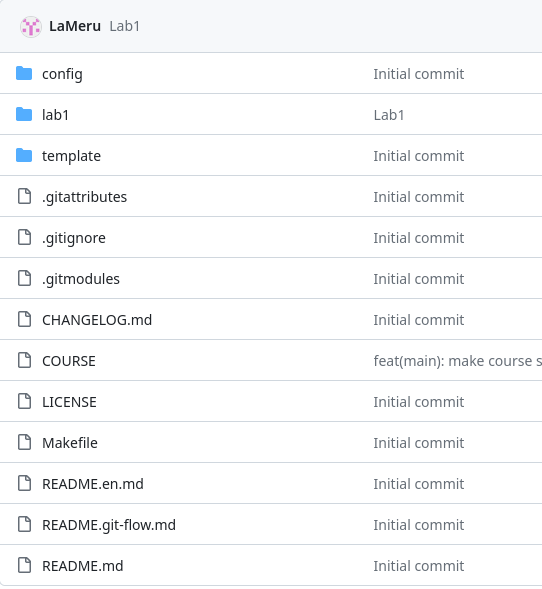 LaMeru Lab1
config Initial commit
lab1 Lab1
template Initial commit
.gitattributes Initial commit
.gitignore Initial commit
.gitmodules Initial commit
CHANGELOG.md Initial commit
COURSE feat(main): make course s
LICENSE Initial commit
Makefile Initial commit
README.en.md Initial commit
README.git-flow.md Initial commit
README.md Initial commit